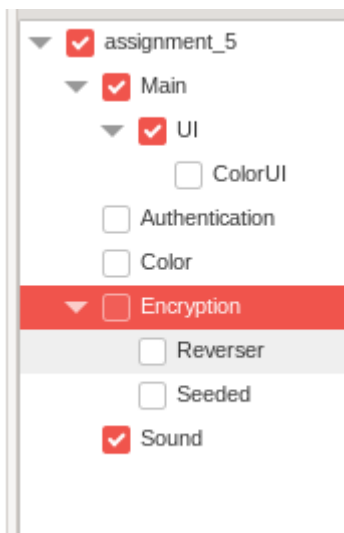 assignment_5
Main
UI
ColorUI
Authentication
Color
Encryption
Reverser
Seeded
Sound